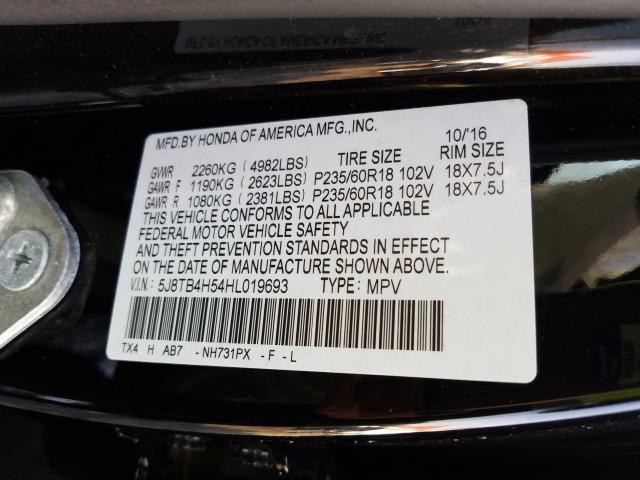 MFD.BY HONDA OF AMERICA MFG.,INC. 10/'16
GVWR 2260KG ( 4982LBS) TIRE SIZE RIM SIZE
GAWR F 1190KG ( 2623LBS) P235/60R18 102V 18X7.5J
GAWR R 1080KG ( 2381LBS) P235/60R18 102V 18X7.5J
THIS VEHICLE CONFORMS TO ALL APPLICABLE
FEDERAL MOTOR VEHICLE SAFETY
AND THEFT PREVENTION STANDARDS IN EFFECT
ON THE DATE OF MANUFACTURE SHOWN ABOVE.
V.I.N.: 5J8TB4H54HL019693 TYPE: MPV
TX4 H AB7 - NH731PX - F - L